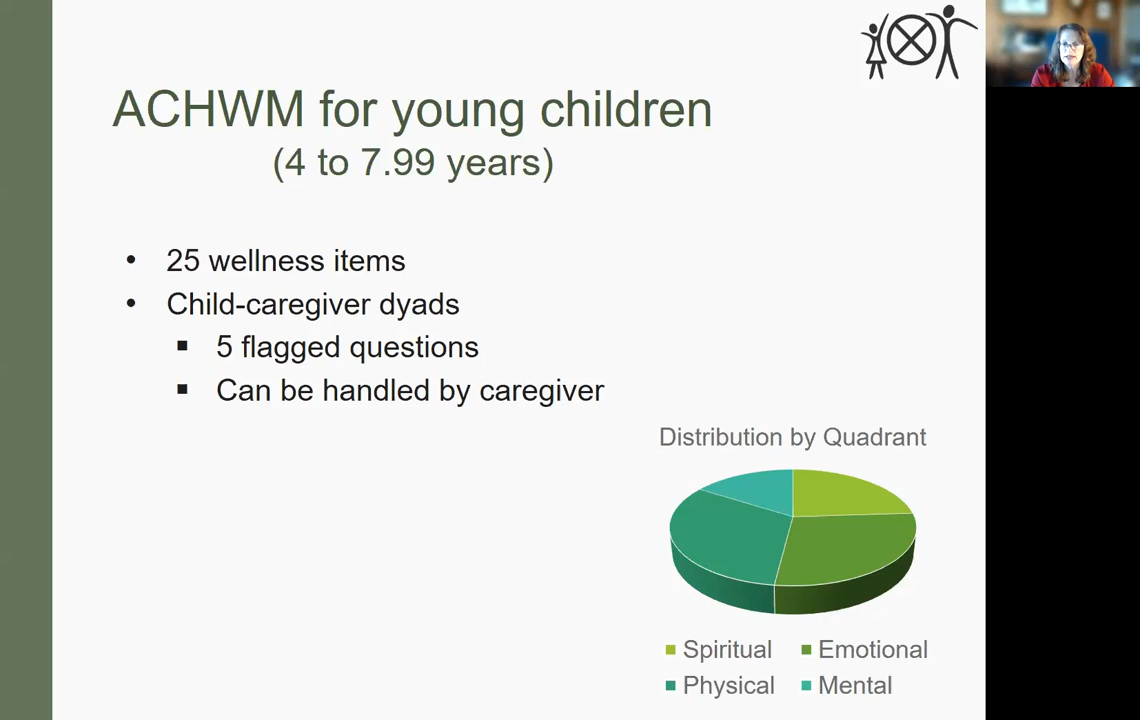 ACHWM for young children
(4 to 7.99 years)
• 25 wellness items
• Child-caregiver dyads
▪ 5 flagged questions
▪ Can be handled by caregiver
Distribution by Quadrant
Spiritual Emotional
Physical Mental